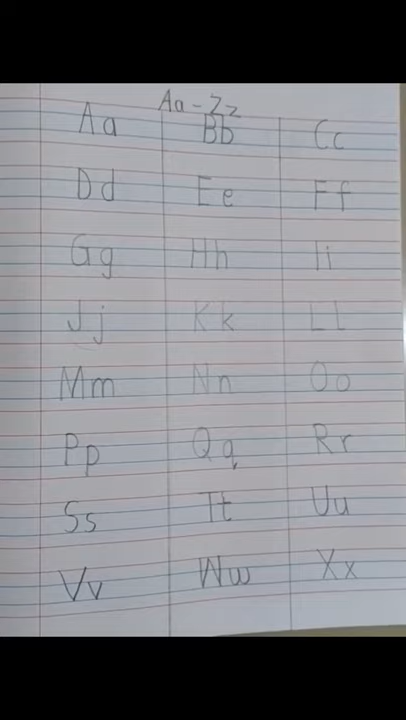 Aa - Zz
Aa Bb Cc
Dd Ee Ff
Gg Hh Ii
Jj Kk Ll
Mm Nn Oo
Pp Qq Rr
Ss Tt Uu
Vv Ww Xx